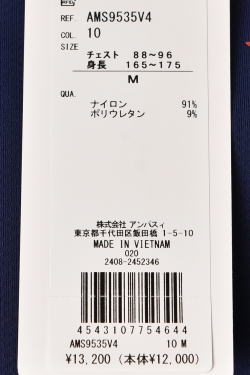 REF. AMS9535V4
COL. 10
SIZE
チェスト 88~96
身長 165~175
M
QUA.
ナイロン 91%
ポリウレタン 9%
株式会社 アンパスィ
東京都千代田区飯田橋 1-5-10
MADE IN VIETNAM
020
2408-2452346
4543107754644
AMS9535V4 10 M
¥13,200 (本体¥12,000)